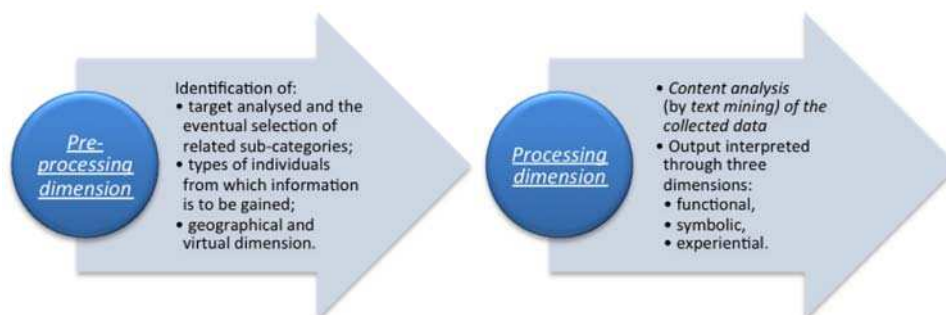 Pre-
processing
dimension
Identification of:
• target analysed and the
eventual selection of
related sub-categories;
• types of individuals
from which information
is to be gained;
• geographical and
virtual dimension.
Processing
dimension
• Content analysis
(by text mining) of the
collected data
• Output interpreted
through three
dimensions:
• functional,
• symbolic,
• experiential.